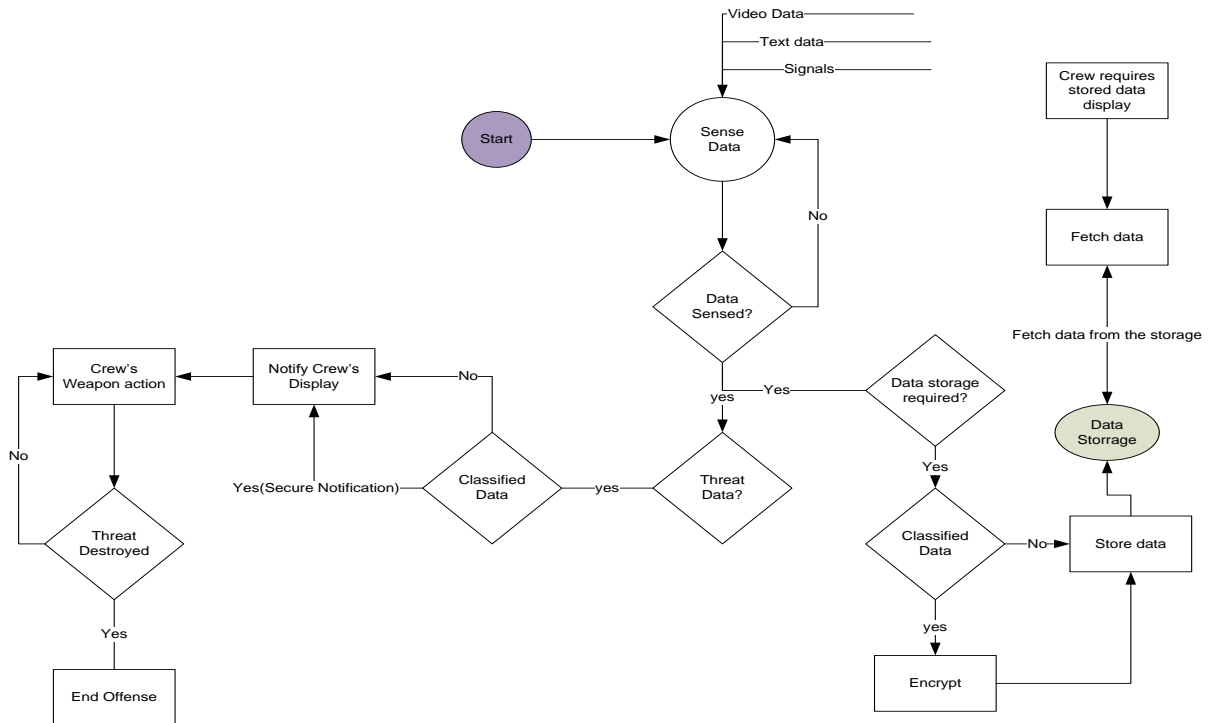 Video Data
Text data
Signals
Crew requires
stored data
display
Start
Sense
Data
No
Fetch data
Data
Sensed?
Fetch data from the storage
Crew's
Weapon action
Notify Crew's
Display
No
yes
Yes
Data storage
required?
Data
Storrage
No
Yes(Secure Notification)
Classified
Data
yes
Threat
Data?
Yes
Threat
Destroyed
Classified
Data
No
Store data
Yes
yes
End Offense
Encrypt